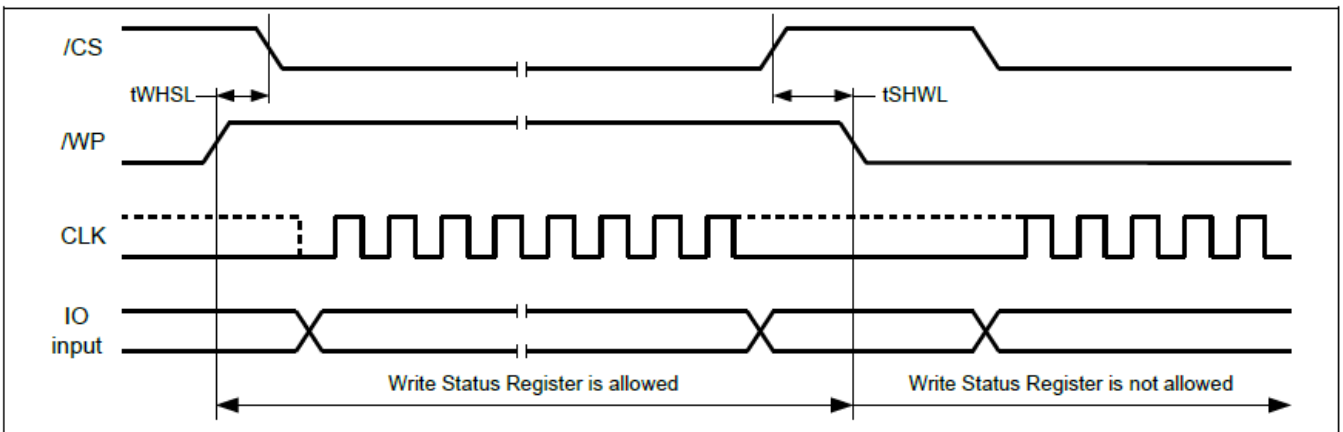 /CS
tWHSL
tSHWL
/WP
CLK
IO
input
Write Status Register is allowed
Write Status Register is not allowed